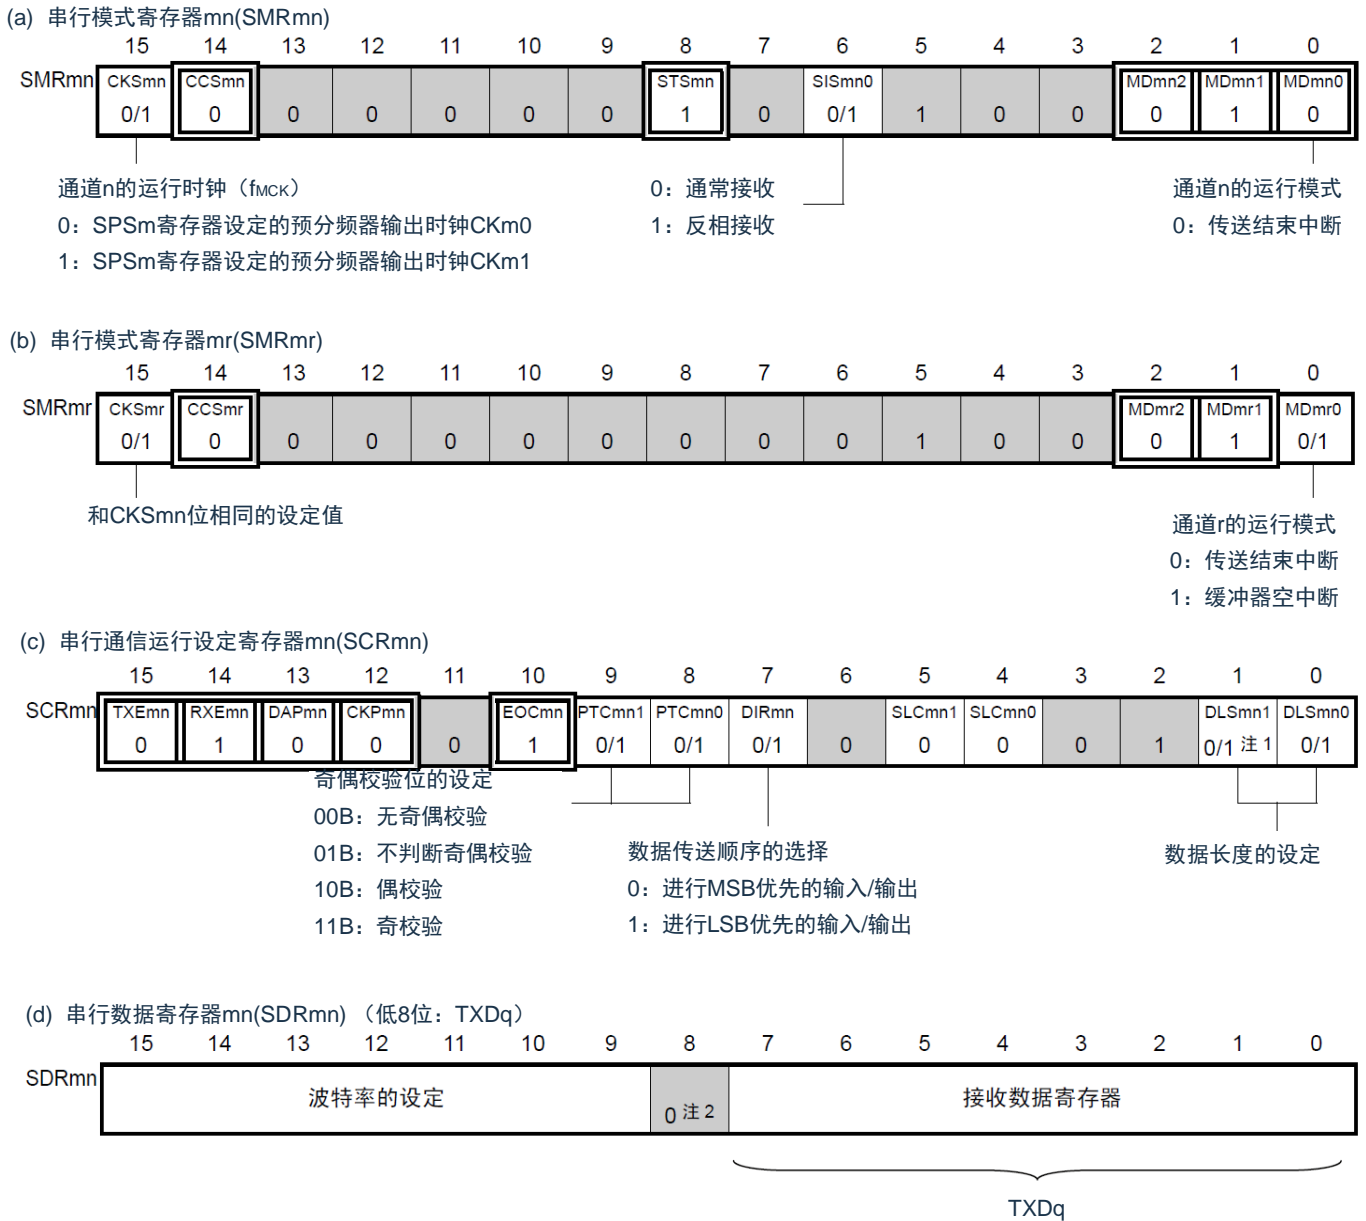 (a) 串行模式寄存器mn(SMRmn)
15 14 13 12 11 10 9 8 7 6 5 4 3 2 1 0
SMRmn CKSmn CCSmn STSmn SISmn0 MDmn2 MDmn1 MDmn0
0/1 0 0 0 0 0 0 1 0 0/1 1 0 0 0 1 0
通道n的运行时钟（fMCK） 0：通常接收 通道n的运行模式
0：SPSm寄存器设定的预分频器输出时钟CKm0 1：反相接收 0：传送结束中断
1：SPSm寄存器设定的预分频器输出时钟CKm1
(b) 串行模式寄存器mr(SMRmr)
15 14 13 12 11 10 9 8 7 6 5 4 3 2 1 0
SMRmr CKSmr CCSmr MDmr2 MDmr1 MDmr0
0/1 0 0 0 0 0 0 0 0 0 1 0 0 0 1 0/1
和CKSmn位相同的设定值 通道r的运行模式
0：传送结束中断
1：缓冲器空中断
(c) 串行通信运行设定寄存器mn(SCRmn)
15 14 13 12 11 10 9 8 7 6 5 4 3 2 1 0
SCRmn TXEmn RXEmn DAPmn CKPmn EOCmn PTCmn1 PTCmn0 DIRmn SLCmn1 SLCmn0 DLSmn1 DLSmn0
0 1 0 0 0 1 0/1 0/1 0/1 0 0 0 0 1 0/1 注 1 0/1
奇偶校验位的设定
00B：无奇偶校验
01B：不判断奇偶校验 数据传送顺序的选择 数据长度的设定
10B：偶校验 0：进行MSB优先的输入/输出
11B：奇校验 1：进行LSB优先的输入/输出
(d) 串行数据寄存器mn(SDRmn) （低8位：TXDq）
15 14 13 12 11 10 9 8 7 6 5 4 3 2 1 0
SDRmn 波特率的设定 0 注 2 接收数据寄存器
TXDq